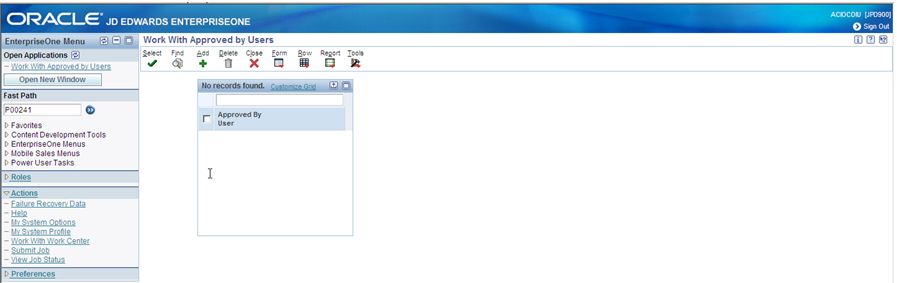 ORACLE® JD EDWARDS ENTERPRISEONE
ACIOCOIU [JPD900]
Sign Out
EnterpriseOne Menu
Open Applications
Work With Approved by Users
Open New Window
Fast Path
P00241
Favorites
Content Development Tools
EnterpriseOne Menus
Mobile Sales Menus
Power User Tasks
Roles
Actions
Failure Recovery Data
Help
My System Options
My System Profile
Work With Work Center
Submit Job
View Job Status
Preferences
Work With Approved by Users
Select Find Add Delete Close Form Row Report Tools
No records found. Customize Grid
Approved By
User